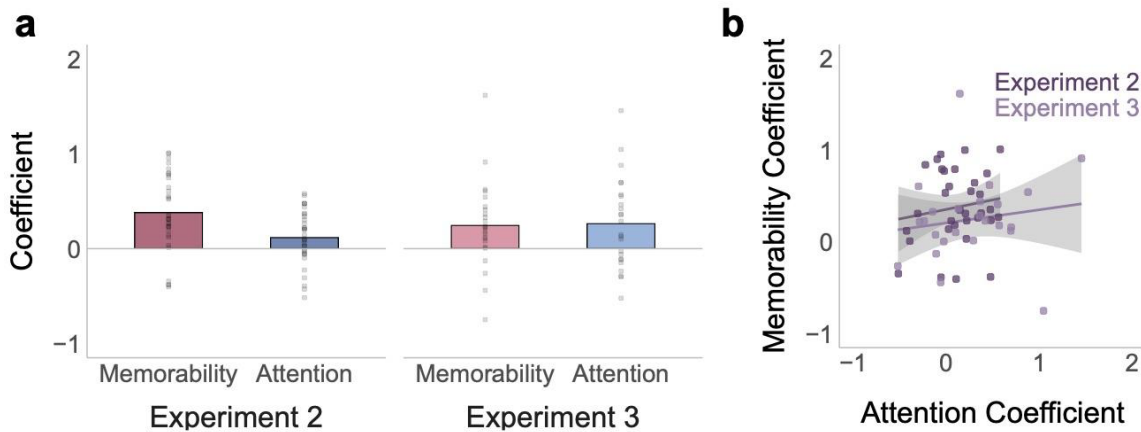 a
Coefficient
2
1
0
−1
Memorability Attention
Experiment 2
Memorability Attention
Experiment 3
b
Memorability Coefficient
2
1
0
−1
Experiment 2
Experiment 3
−1 0 1 2
Attention Coefficient